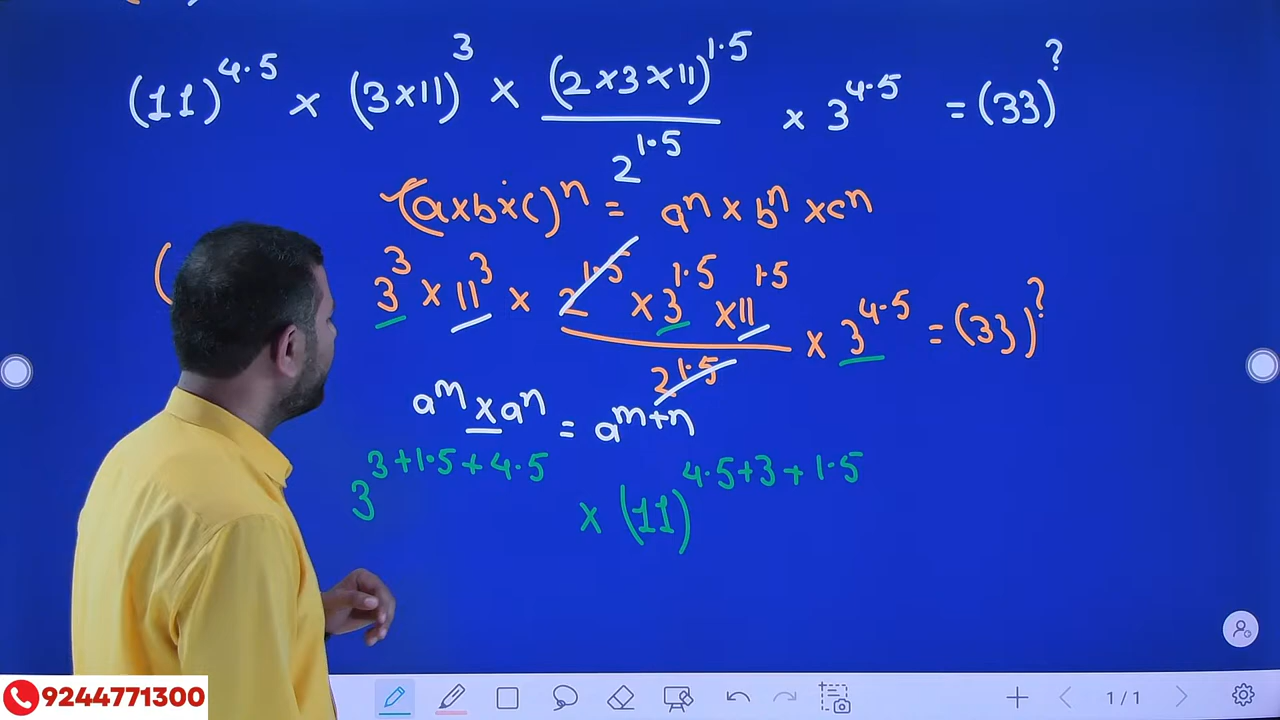 (11)^4.5 × (3×11)^3 × (2×3×11)^1.5 / 2^1.5 × 3^4.5 = (33)^?
(a×b×c)^n = a^n × b^n × c^n
( 3^3 × 11^3 × 2^1.5 × 3^1.5 × 11^1.5 / 2^1.5 × 3^4.5 = (33)^?
a^m × a^n = a^m+n
3^3+1.5+4.5 × (11)^4.5+3+1.5
1/1
9244771300